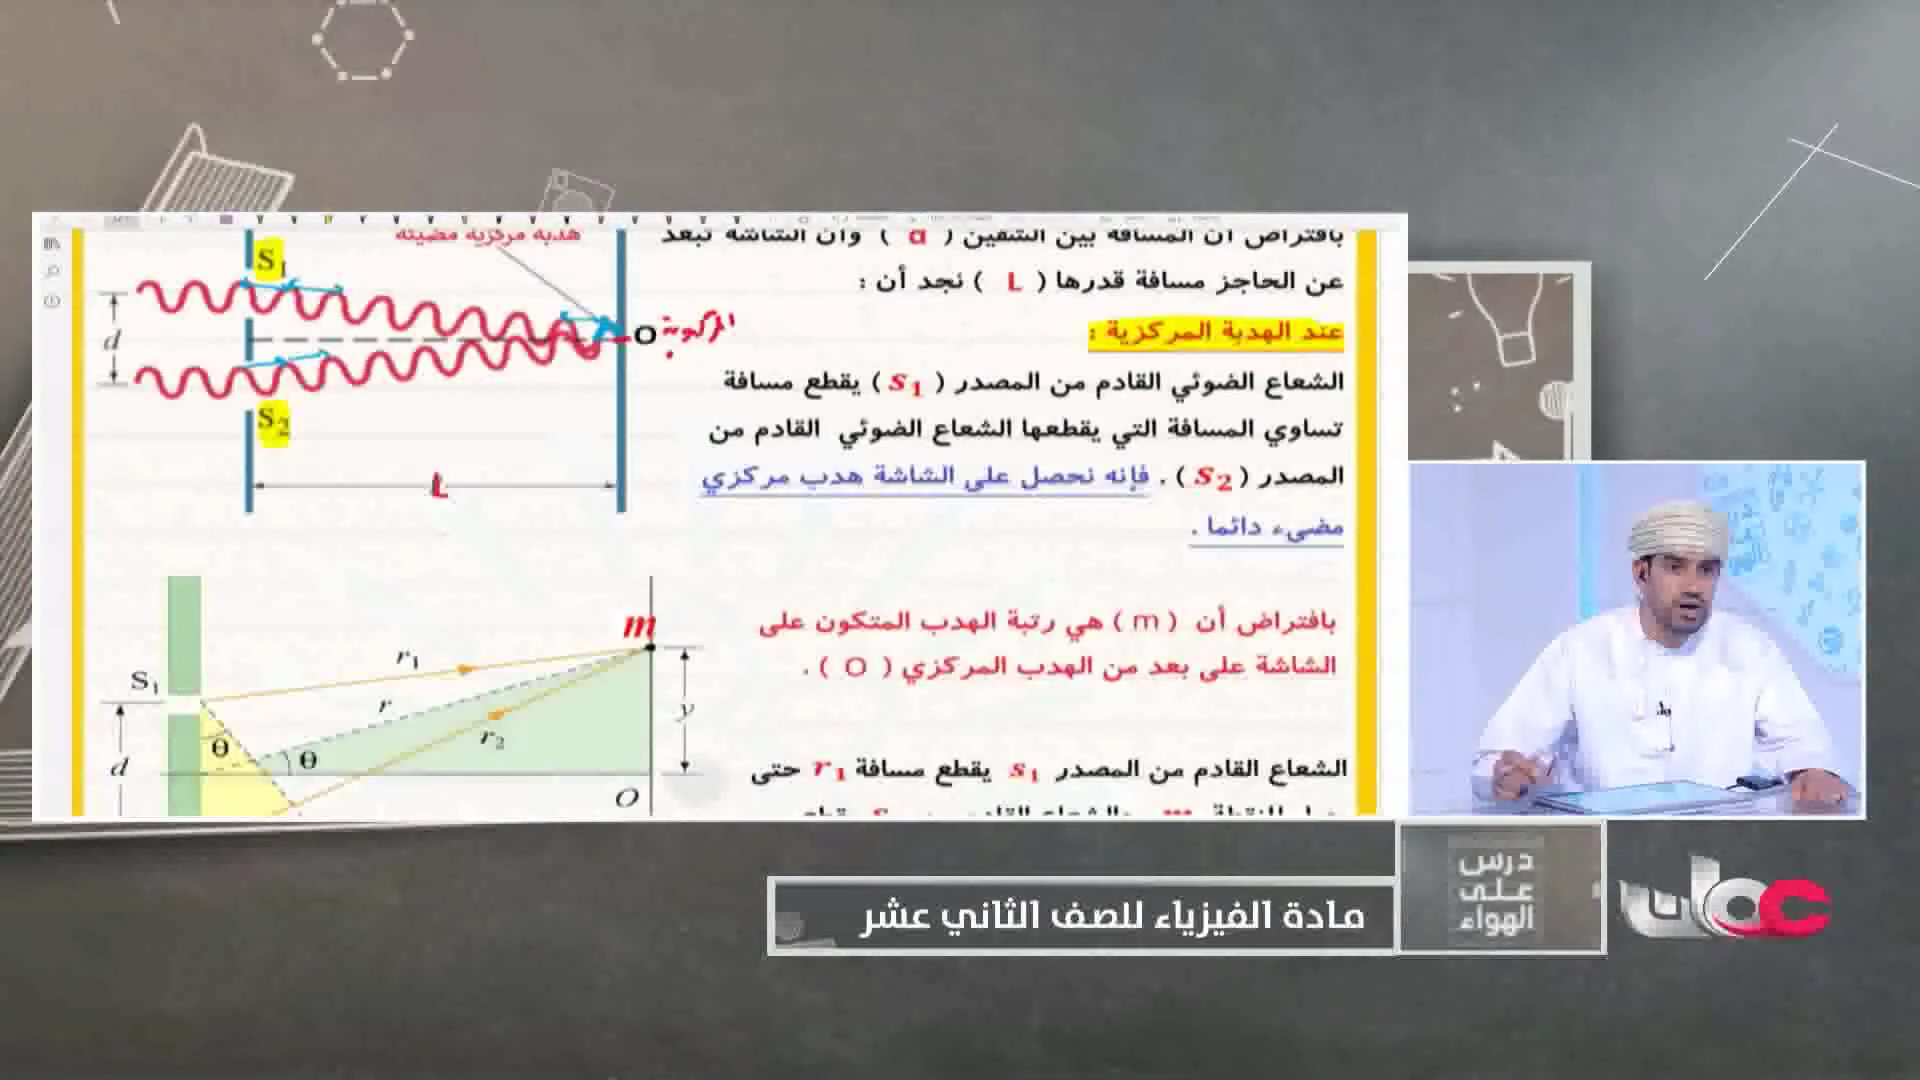 هدبة مركزية مضيئة
S1
d
O
المركزية
S2
L
بافتراض أن المسافة بين الشقين ( d ) وأن الشاشة تبعد
عن الحاجز مسافة قدرها ( L ) نجد أن :
عند الهدبة المركزية :
الشعاع الضوئي القادم من المصدر ( S1 ) يقطع مسافة
تساوي المسافة التي يقطعها الشعاع الضوئي القادم من
المصدر ( S2 ) . فإنه نحصل على الشاشة هدب مركزي
مضيء دائما .
m
r1
S1
r
y
r2
θ
θ
d
O
بافتراض أن ( m ) هي رتبة الهدب المتكون على
الشاشة على بعد من الهدب المركزي ( O ) .
الشعاع القادم من المصدر s1 يقطع مسافة r1 حتى
درس
على
الهواء
مادة الفيزياء للصف الثاني عشر
عمان